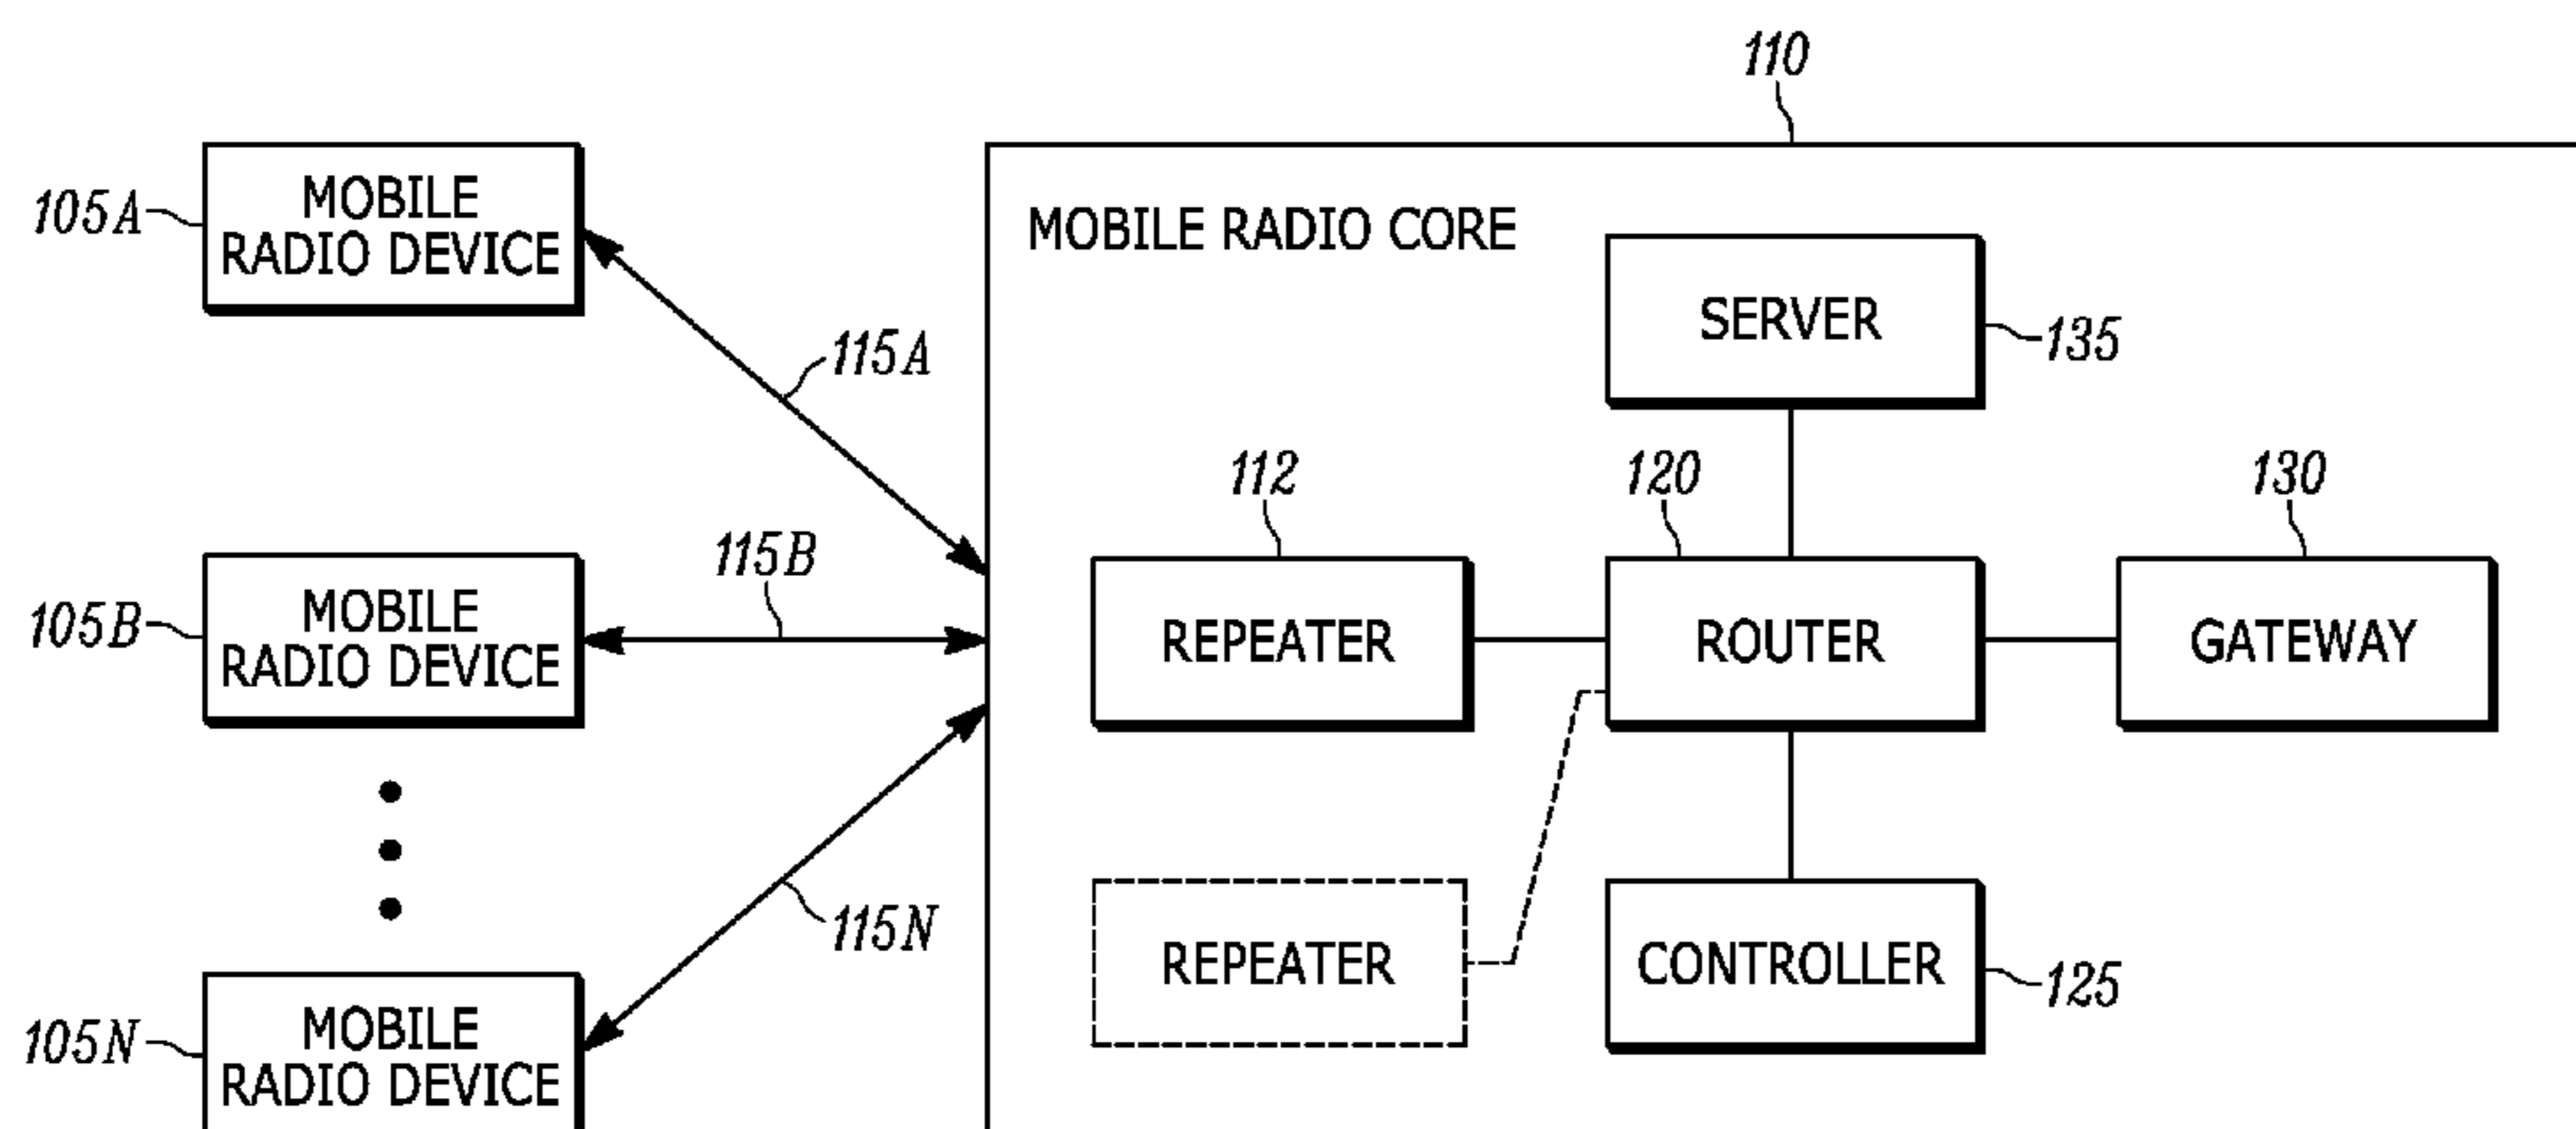 110
MOBILE
RADIO DEVICE
105A
MOBILE RADIO CORE
SERVER
135
115A
112
120
130
115B
MOBILE
RADIO DEVICE
105B
REPEATER
ROUTER
GATEWAY
115N
REPEATER
CONTROLLER
125
MOBILE
RADIO DEVICE
105N